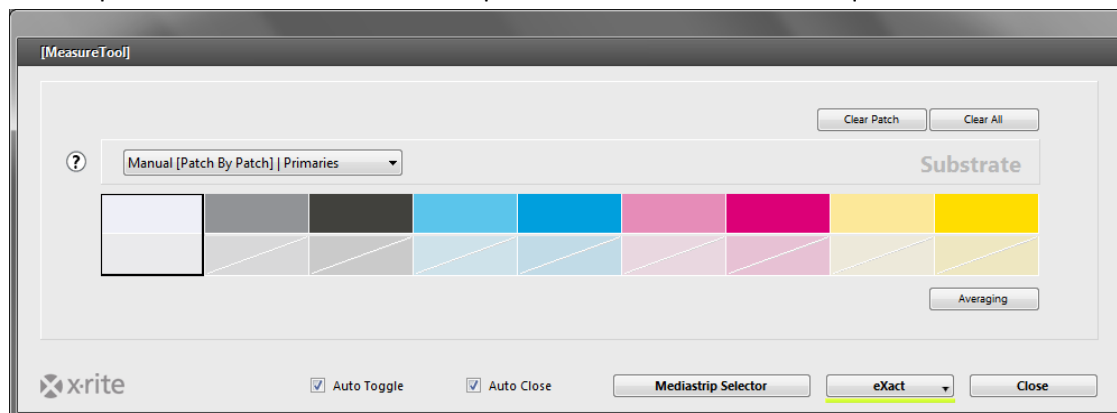 [MeasureTool]
Clear Patch
Clear All
?
Manual [Patch By Patch] | Primaries
Substrate
Averaging
x·rite
Auto Toggle
Auto Close
Mediastrip Selector
eXact
Close